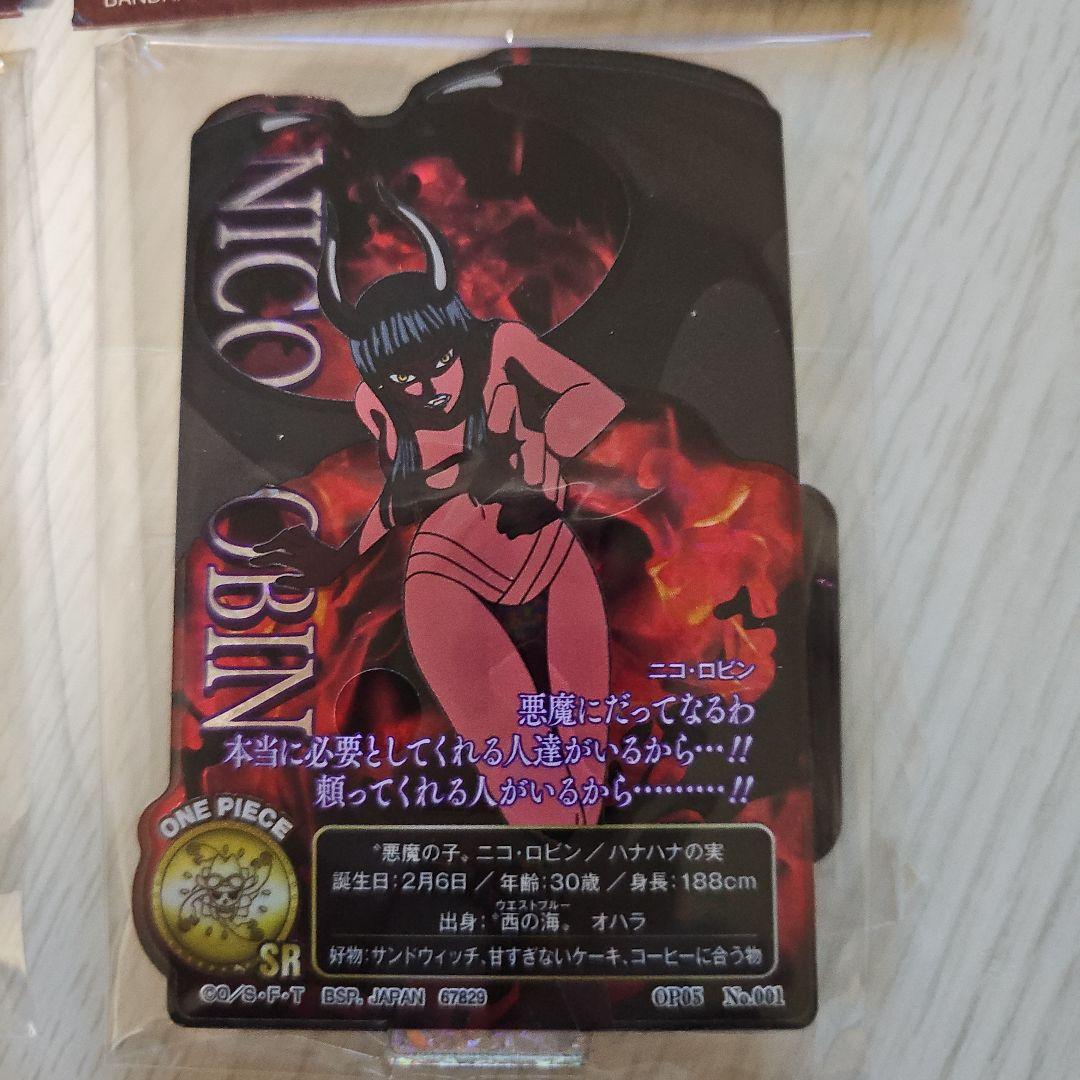 BANDA
NICO
OBIN
ニコ・ロビン
悪魔にだってなるわ
本当に必要としてくれる人達がいるから…!!
頼ってくれる人がいるから………!!
ONE PIECE
SR
“悪魔の子„ ニコ・ロビン／ハナハナの実
誕生日:2月6日 ／ 年齢:30歳 ／ 身長:188cm
ウエストブルー
出身:“西の海„ オハラ
好物:サンドウィッチ、甘すぎないケーキ、コーヒーに合う物
©O/S・F・T BSP, JAPAN 67829 OP05 No.001